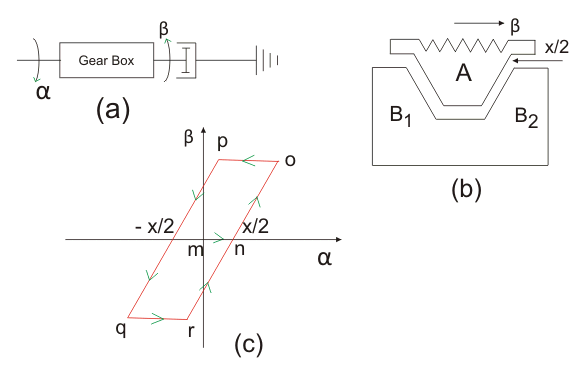 β
Gear Box
α
(a)
β
x/2
A
B₁
B₂
(b)
β
p
o
- x/2
x/2
m
n
α
q
r
(c)